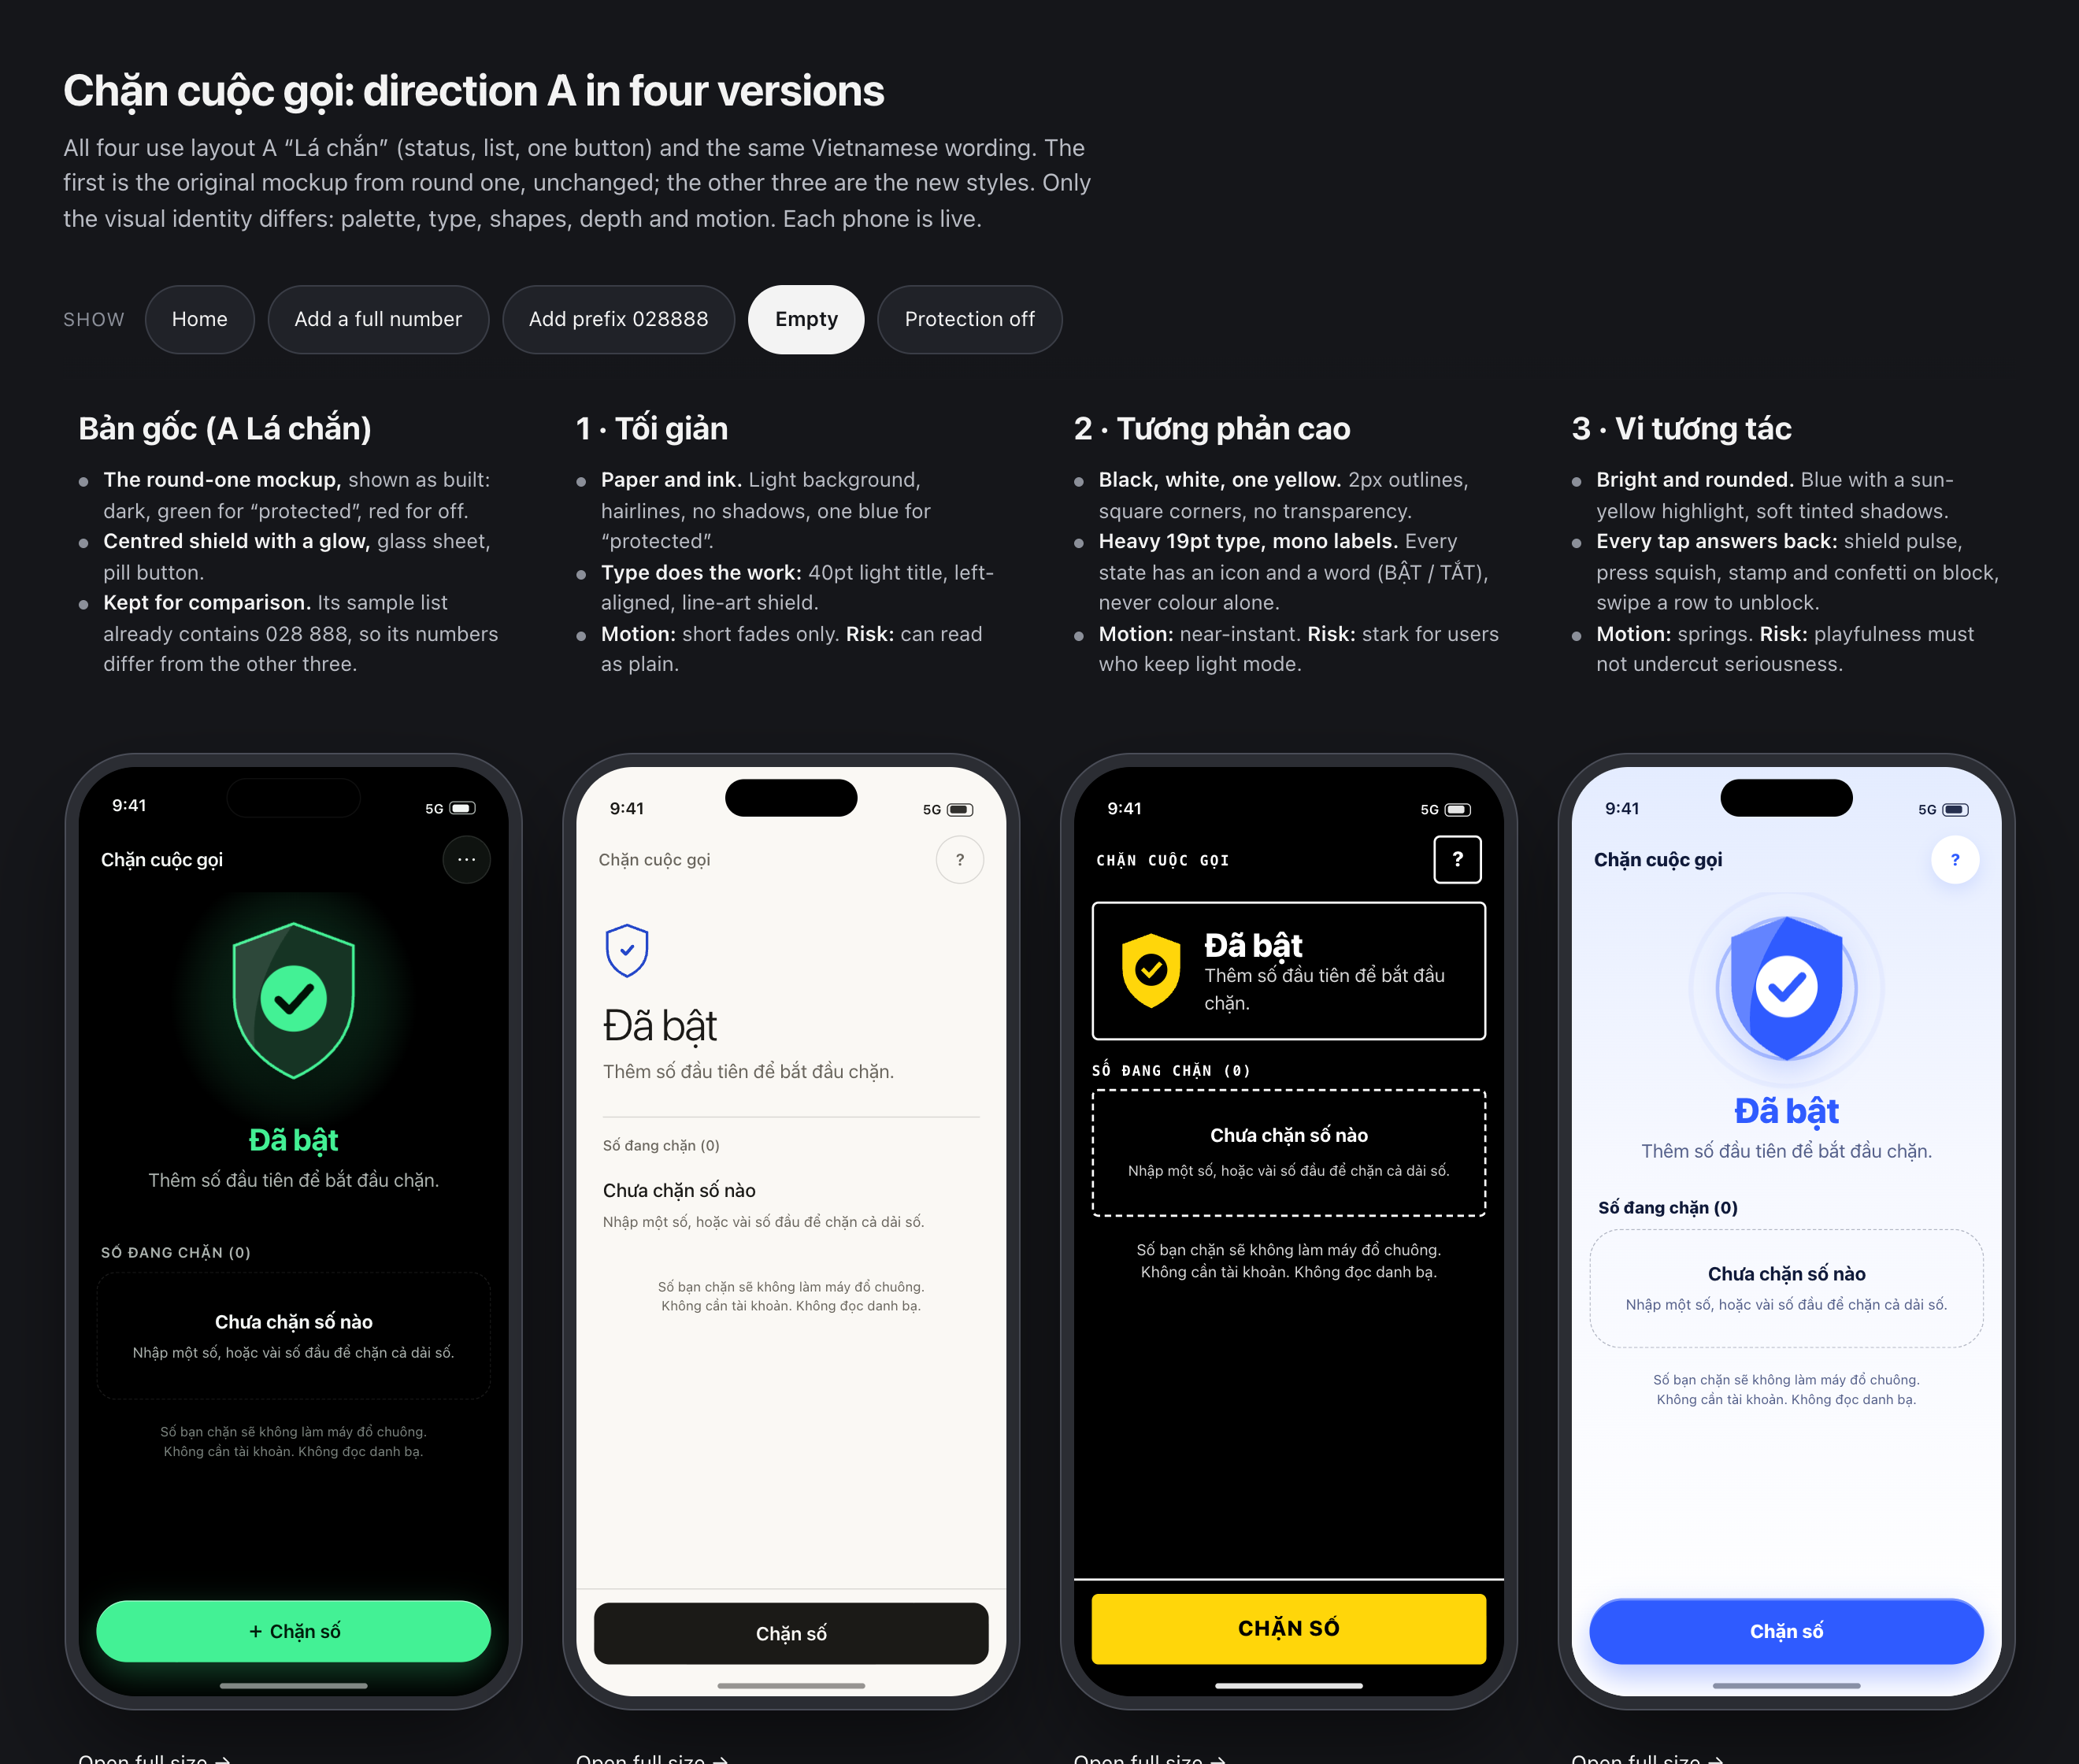 Chặn cuộc gọi: direction A in four versions
All four use layout A “Lá chắn” (status, list, one button) and the same Vietnamese wording. The
first is the original mockup from round one, unchanged; the other three are the new styles. Only
the visual identity differs: palette, type, shapes, depth and motion. Each phone is live.
SHOW
Home
Add a full number
Add prefix 028888
Empty
Protection off
Bản gốc (A Lá chắn)
The round-one mockup, shown as built:
dark, green for “protected”, red for off.
Centred shield with a glow, glass sheet,
pill button.
Kept for comparison. Its sample list
already contains 028 888, so its numbers
differ from the other three.
1 · Tối giản
Paper and ink. Light background,
hairlines, no shadows, one blue for
“protected”.
Type does the work: 40pt light title, left-
aligned, line-art shield.
Motion: short fades only. Risk: can read
as plain.
2 · Tương phản cao
Black, white, one yellow. 2px outlines,
square corners, no transparency.
Heavy 19pt type, mono labels. Every
state has an icon and a word (BẬT / TẮT),
never colour alone.
Motion: near-instant. Risk: stark for users
who keep light mode.
3 · Vi tương tác
Bright and rounded. Blue with a sun-
yellow highlight, soft tinted shadows.
Every tap answers back: shield pulse,
press squish, stamp and confetti on block,
swipe a row to unblock.
Motion: springs. Risk: playfulness must
not undercut seriousness.
9:41
5G
Chặn cuộc gọi
...
Đã bật
Thêm số đầu tiên để bắt đầu chặn.
SỐ ĐANG CHẶN (0)
Chưa chặn số nào
Nhập một số, hoặc vài số đầu để chặn cả dải số.
Số bạn chặn sẽ không làm máy đổ chuông.
Không cần tài khoản. Không đọc danh bạ.
+ Chặn số
Open full size →
9:41
5G
Chặn cuộc gọi
?
Đã bật
Thêm số đầu tiên để bắt đầu chặn.
Số đang chặn (0)
Chưa chặn số nào
Nhập một số, hoặc vài số đầu để chặn cả dải số.
Số bạn chặn sẽ không làm máy đổ chuông.
Không cần tài khoản. Không đọc danh bạ.
Chặn số
Open full size →
9:41
5G
CHẶN CUỘC GỌI
?
Đã bật
Thêm số đầu tiên để bắt đầu
chặn.
SỐ ĐANG CHẶN (0)
Chưa chặn số nào
Nhập một số, hoặc vài số đầu để chặn cả dải số.
Số bạn chặn sẽ không làm máy đổ chuông.
Không cần tài khoản. Không đọc danh bạ.
CHẶN SỐ
Open full size →
9:41
5G
Chặn cuộc gọi
?
Đã bật
Thêm số đầu tiên để bắt đầu chặn.
Số đang chặn (0)
Chưa chặn số nào
Nhập một số, hoặc vài số đầu để chặn cả dải số.
Số bạn chặn sẽ không làm máy đổ chuông.
Không cần tài khoản. Không đọc danh bạ.
Chặn số
Open full size →